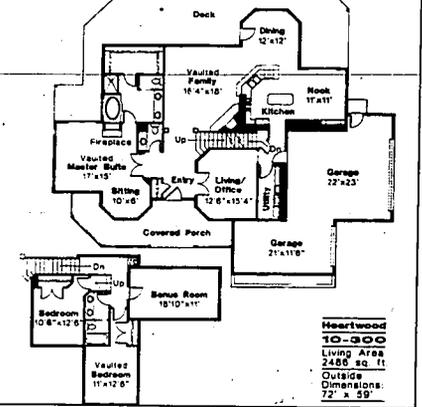 Deck
Dining
12'x12'
Vaulted
Family
16'4"x18'
Nook
11'x11'
Kitchen
Fireplace
Up
Vaulted
Master Suite
17'x15'
Sitting
10'x6'
Entry
Living/
Office
12'6"x15'4"
Utility
Garage
22'x23'
Covered Porch
Garage
21'x11'6"
Dn
Up
Bedroom
10'6"x12'6"
Bonus Room
18'10"x11'
Vaulted
Bedroom
11'x12'6"
Heartwood
10-300
Living Area
2486 sq. ft
Outside
Dimensions:
72' x 59'